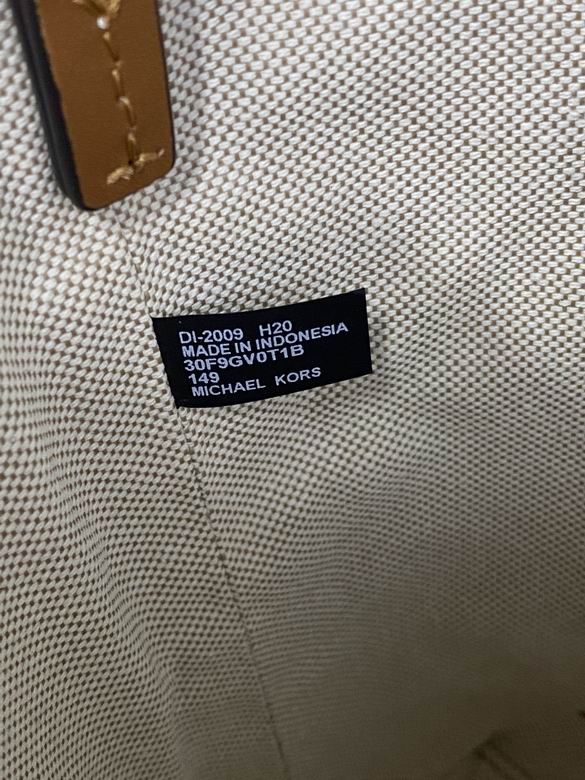 DI-2009 H20
MADE IN INDONESIA
30F9GV0T1B
149
MICHAEL KORS